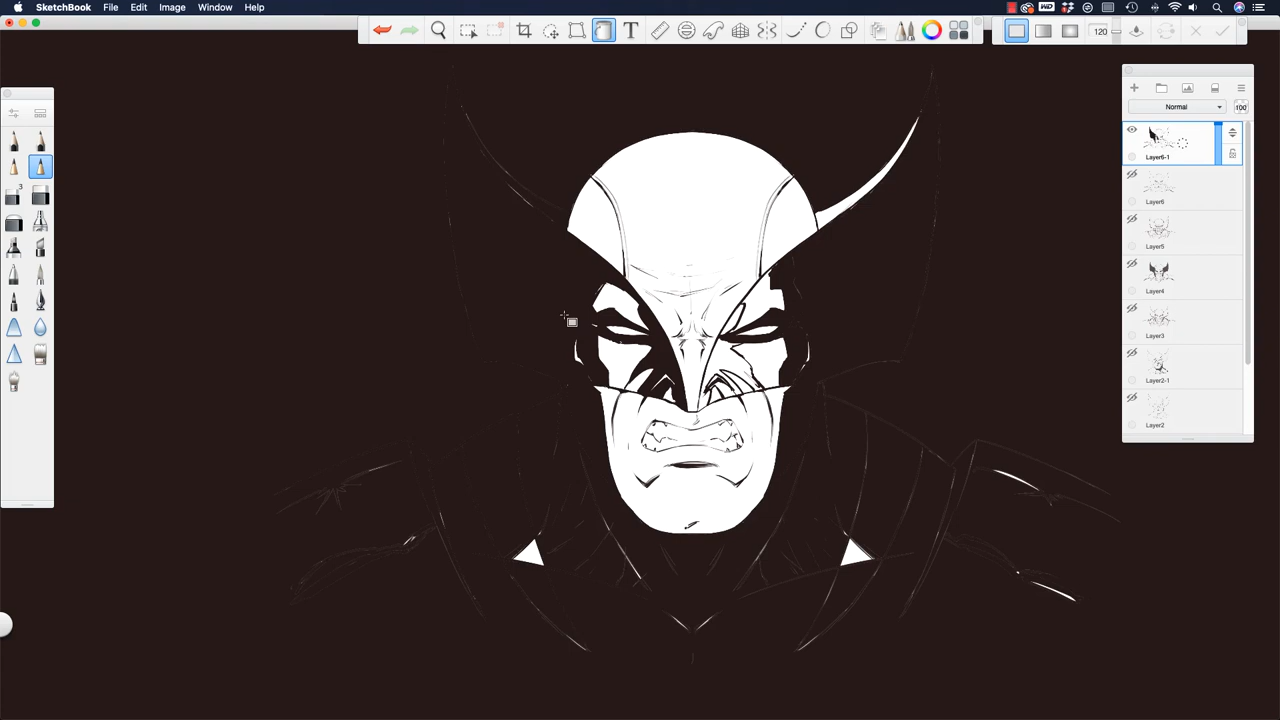 SketchBook File Edit Image Window Help
WD
T
120
Normal
100
3
Layer6-1
Layer6
Layer5
Layer4
Layer3
Layer2-1
Layer2